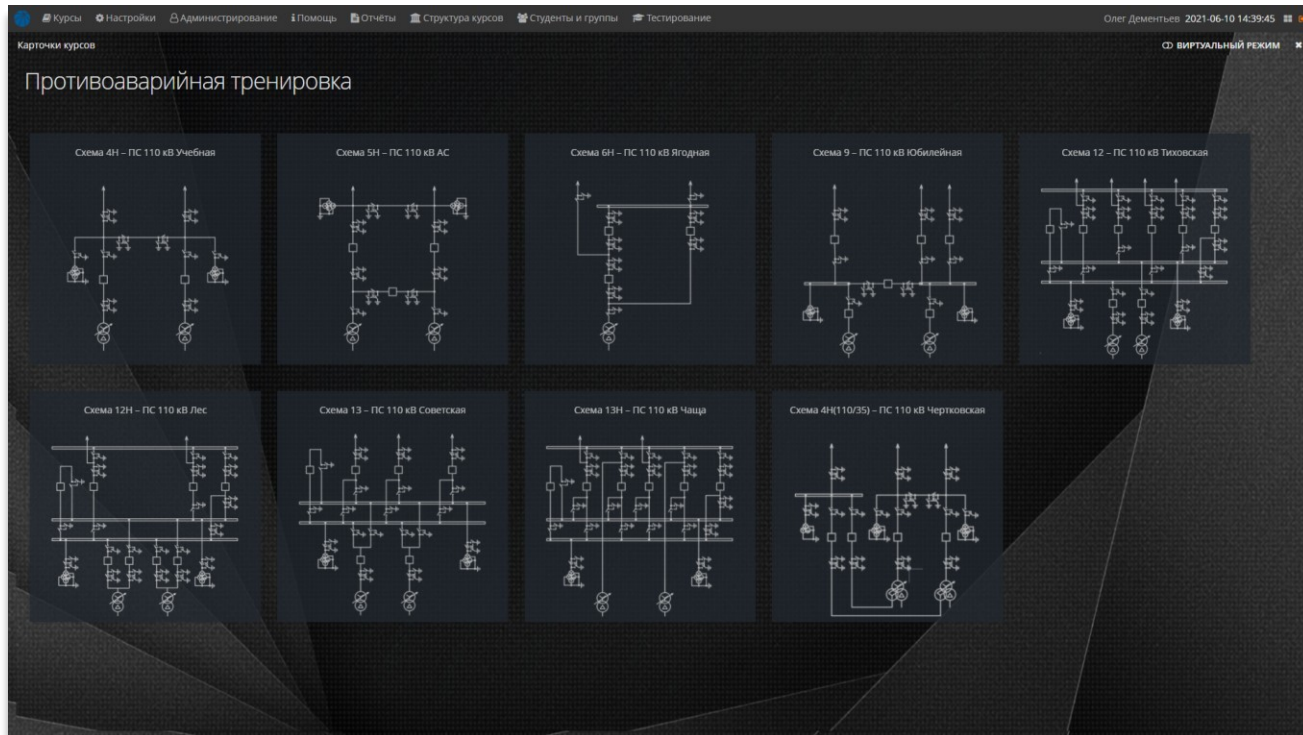 Курсы Настройки Администрирование Помощь Отчёты Структура курсов Студенты и группы Тестирование Олег Дементьев 2021-06-10 14:39:45
Карточки курсов ВИРТУАЛЬНЫЙ РЕЖИМ
Противоаварийная тренировка
Схема 4Н – ПС 110 кВ Учебная
Схема 5Н – ПС 110 кВ АС
Схема 6Н – ПС 110 кВ Ягодная
Схема 9 – ПС 110 кВ Юбилейная
Схема 12 – ПС 110 кВ Тиховская
Схема 12Н – ПС 110 кВ Лес
Схема 13 – ПС 110 кВ Советская
Схема 13Н – ПС 110 кВ Чаща
Схема 4Н(110/35) – ПС 110 кВ Чертковская